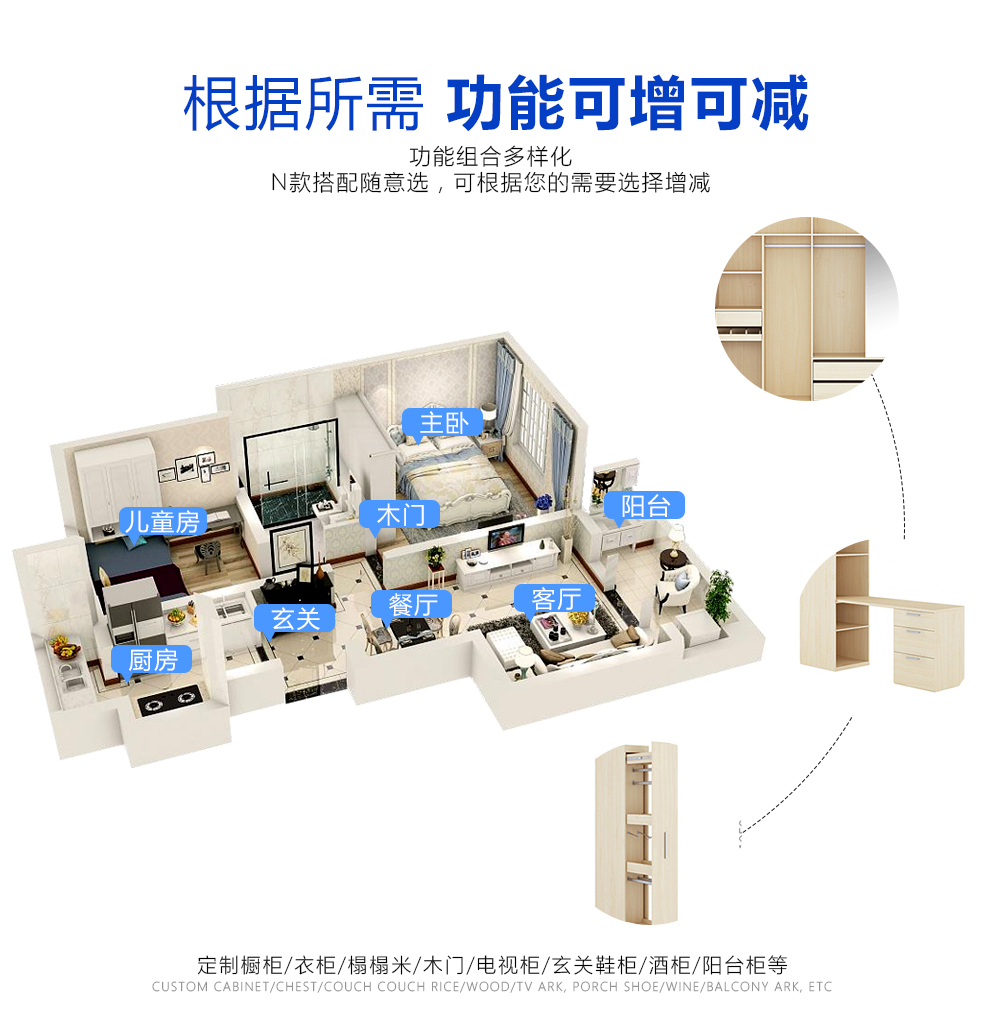 根据所需 功能可增可减
功能组合多样化
N款搭配随意选，可根据您的需要选择增减
主卧
阳台
木门
儿童房
客厅
餐厅
玄关
厨房
定制橱柜/衣柜/榻榻米/木门/电视柜/玄关鞋柜/酒柜/阳台柜等
CUSTOM CABINET/CHEST/COUCH COUCH RICE/WOOD/TV ARK, PORCH SHOE/WINE/BALCONY ARK, ETC